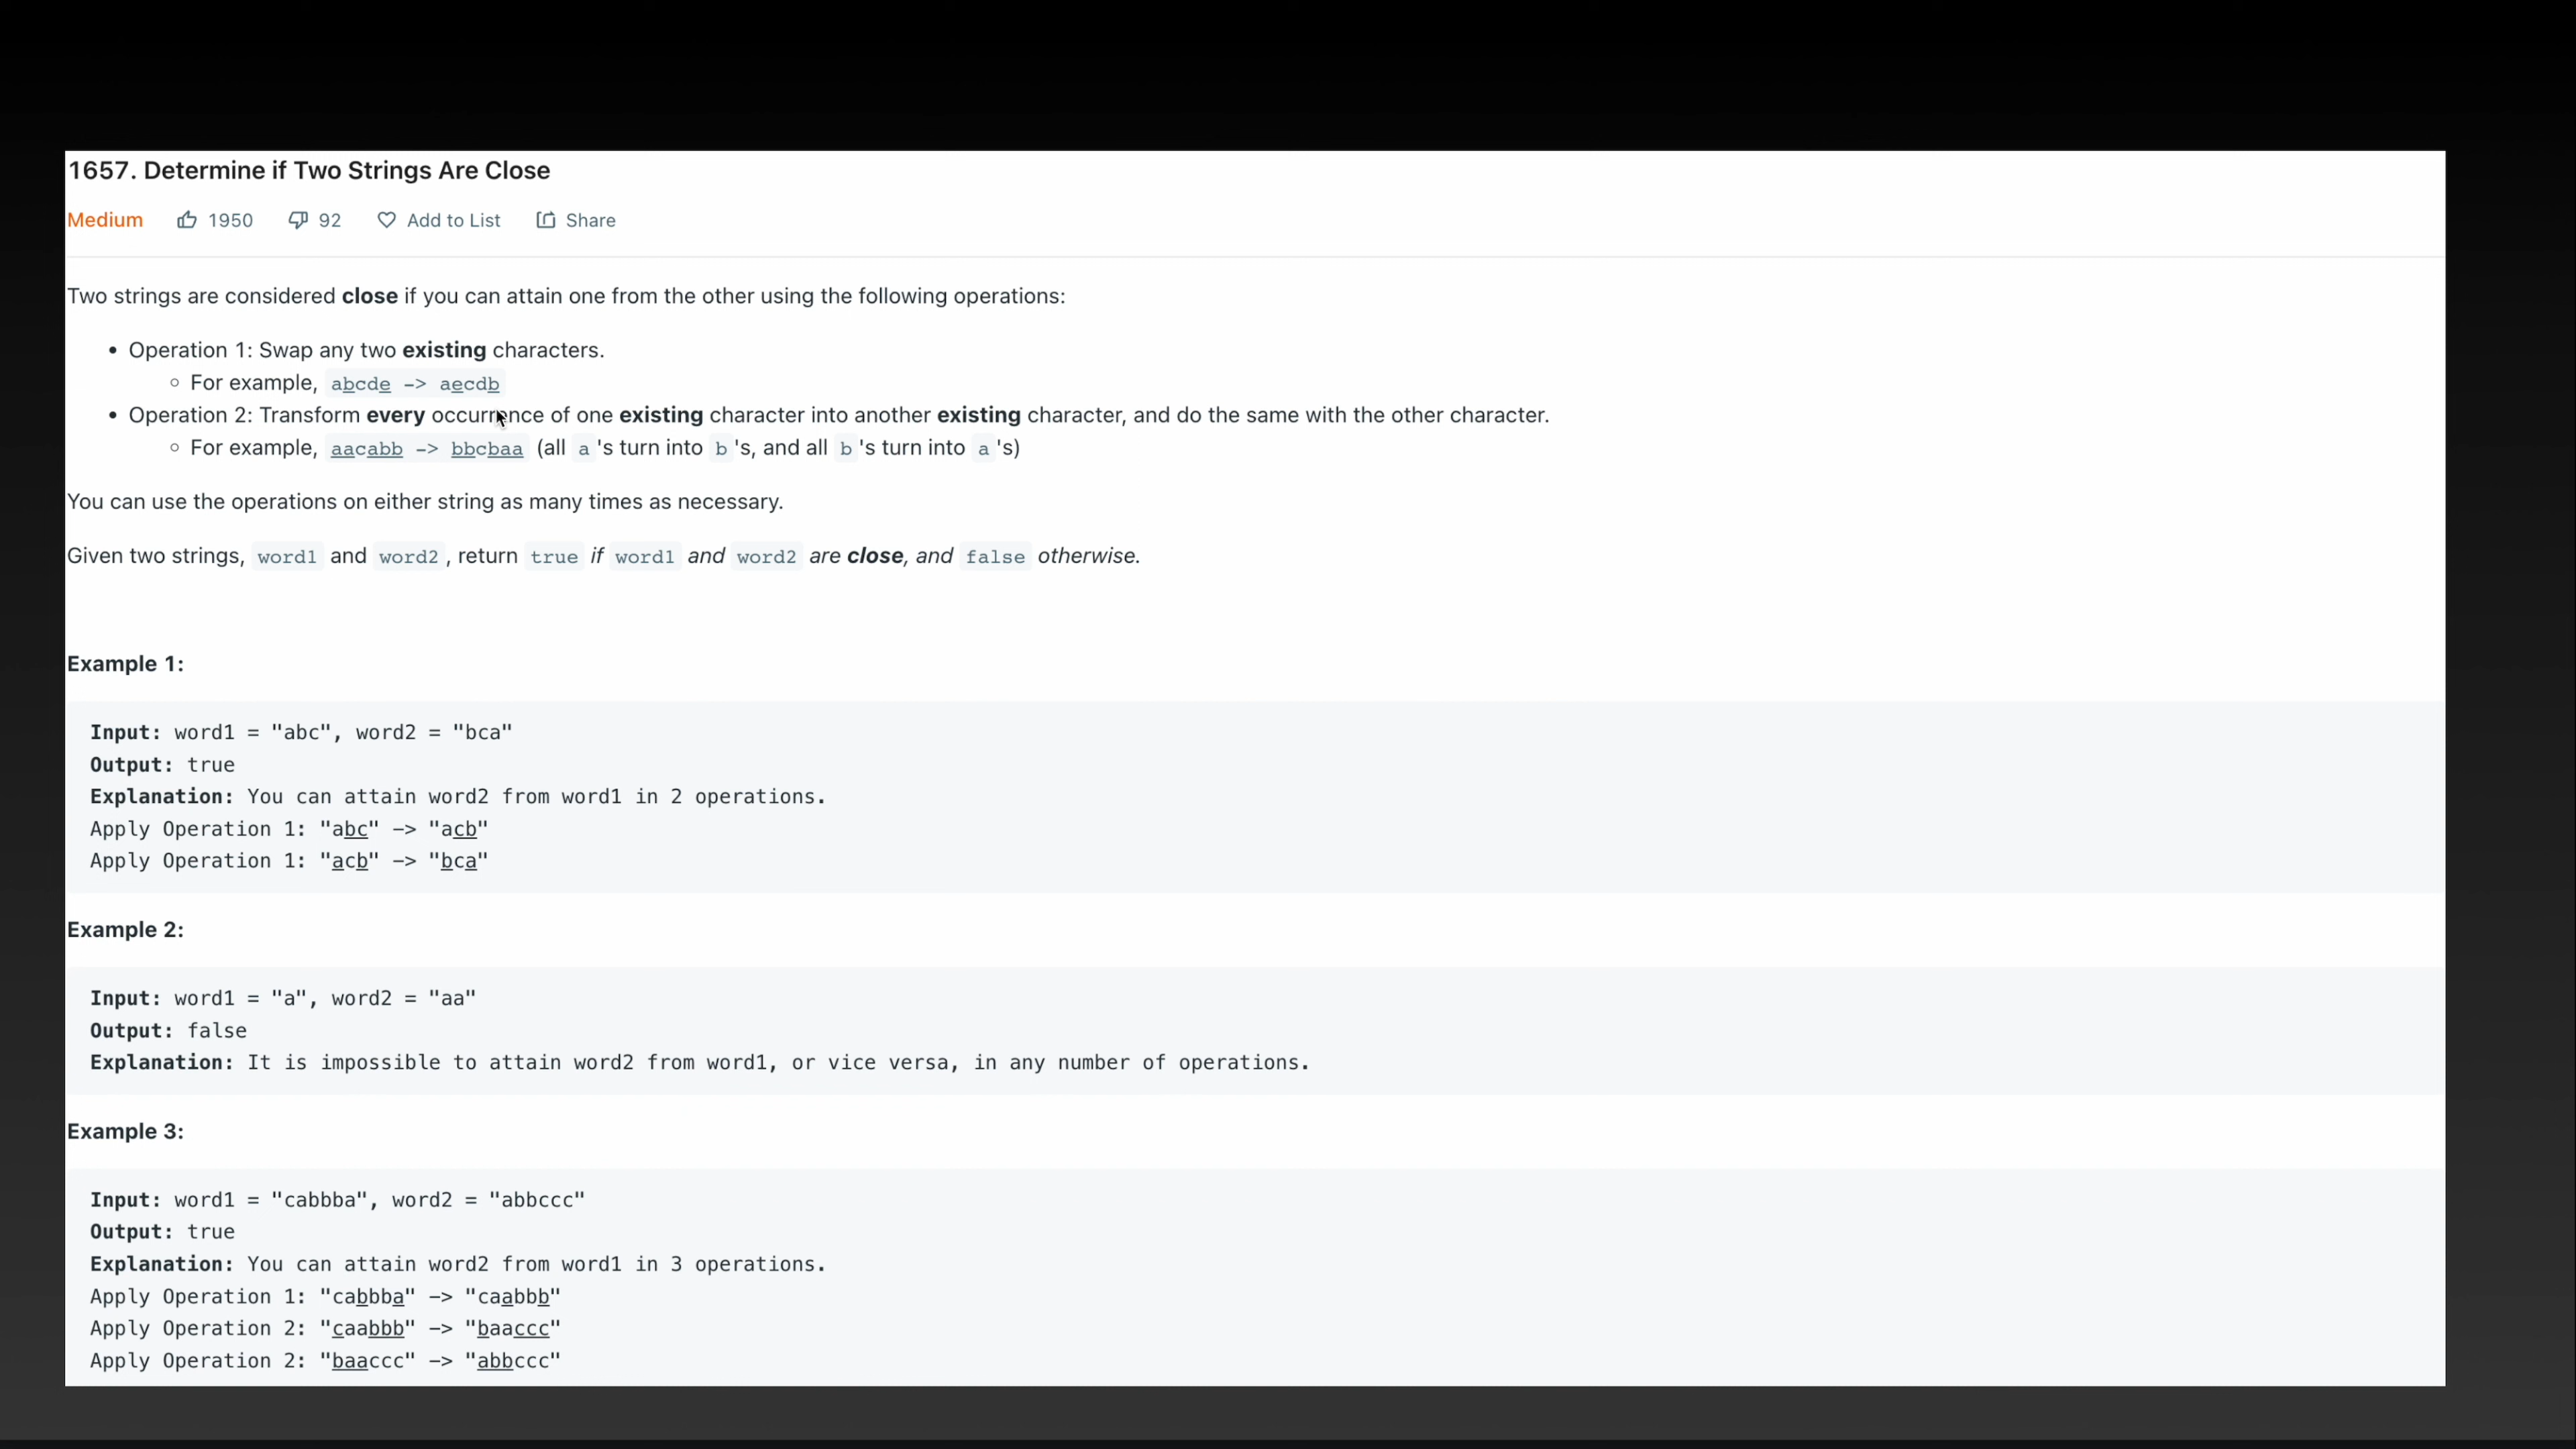 1657. Determine if Two Strings Are Close
Medium 1950 92 Add to List Share
Two strings are considered close if you can attain one from the other using the following operations:
• Operation 1: Swap any two existing characters.
◦ For example, abcde -> aecdb
• Operation 2: Transform every occurrence of one existing character into another existing character, and do the same with the other character.
◦ For example, aacabb -> bbcbaa (all a 's turn into b 's, and all b 's turn into a 's)
You can use the operations on either string as many times as necessary.
Given two strings, word1 and word2 , return true if word1 and word2 are close, and false otherwise.
Example 1:
Input: word1 = "abc", word2 = "bca"
Output: true
Explanation: You can attain word2 from word1 in 2 operations.
Apply Operation 1: "abc" -> "acb"
Apply Operation 1: "acb" -> "bca"
Example 2:
Input: word1 = "a", word2 = "aa"
Output: false
Explanation: It is impossible to attain word2 from word1, or vice versa, in any number of operations.
Example 3:
Input: word1 = "cabbba", word2 = "abbccc"
Output: true
Explanation: You can attain word2 from word1 in 3 operations.
Apply Operation 1: "cabbba" -> "caabbb"
Apply Operation 2: "caabbb" -> "baaccc"
Apply Operation 2: "baaccc" -> "abbccc"